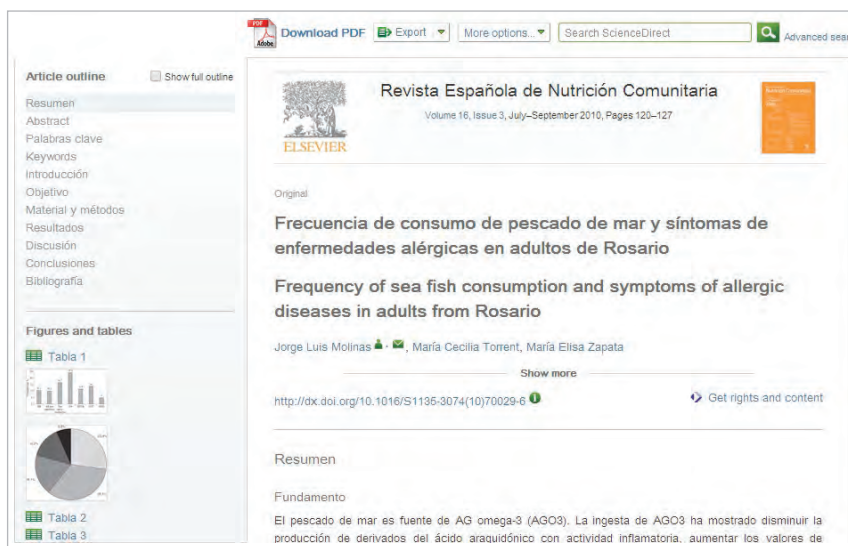 Download PDF Export More options... Search ScienceDirect Advanced sear
Article outline Show full outline
Resumen
Abstract
Palabras clave
Keywords
Introducción
Objetivo
Material y métodos
Resultados
Discusión
Conclusiones
Bibliografía
Figures and tables
Tabla 1
Tabla 2
Tabla 3
ELSEVIER
Revista Española de Nutrición Comunitaria
Volume 16, Issue 3, July–September 2010, Pages 120–127
Original
Frecuencia de consumo de pescado de mar y síntomas de
enfermedades alérgicas en adultos de Rosario
Frequency of sea fish consumption and symptoms of allergic
diseases in adults from Rosario
Jorge Luis Molinas, María Cecilia Torrent, María Elisa Zapata
Show more
http://dx.doi.org/10.1016/S1135-3074(10)70029-6 Get rights and content
Resumen
Fundamento
El pescado de mar es fuente de AG omega-3 (AGO3). La ingesta de AGO3 ha mostrado disminuir la
producción de derivados del ácido araquidónico con actividad inflamatoria, aumentar los valores de